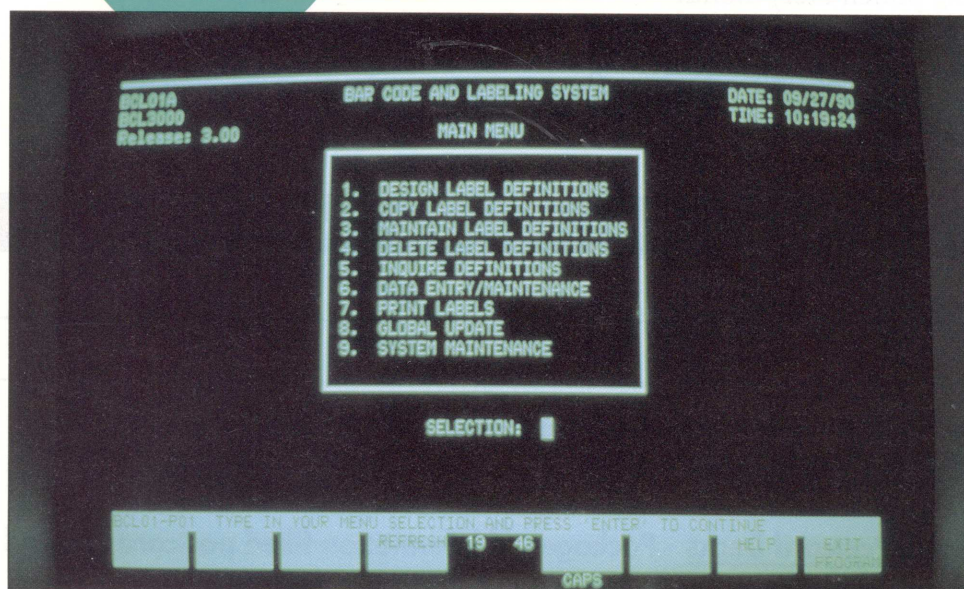 BCL01A
BCL3000
Release: 3.00
BAR CODE AND LABELING SYSTEM
MAIN MENU
DATE: 09/27/90
TIME: 10:19:24
1. DESIGN LABEL DEFINITIONS
2. COPY LABEL DEFINITIONS
3. MAINTAIN LABEL DEFINITIONS
4. DELETE LABEL DEFINITIONS
5. INQUIRE DEFINITIONS
6. DATA ENTRY/MAINTENANCE
7. PRINT LABELS
8. GLOBAL UPDATE
9. SYSTEM MAINTENANCE
SELECTION:
BCL01-P01 TYPE IN YOUR MENU SELECTION AND PRESS 'ENTER' TO CONTINUE
REFRESH 19 46 HELP EXIT
PROGRAM
CAPS